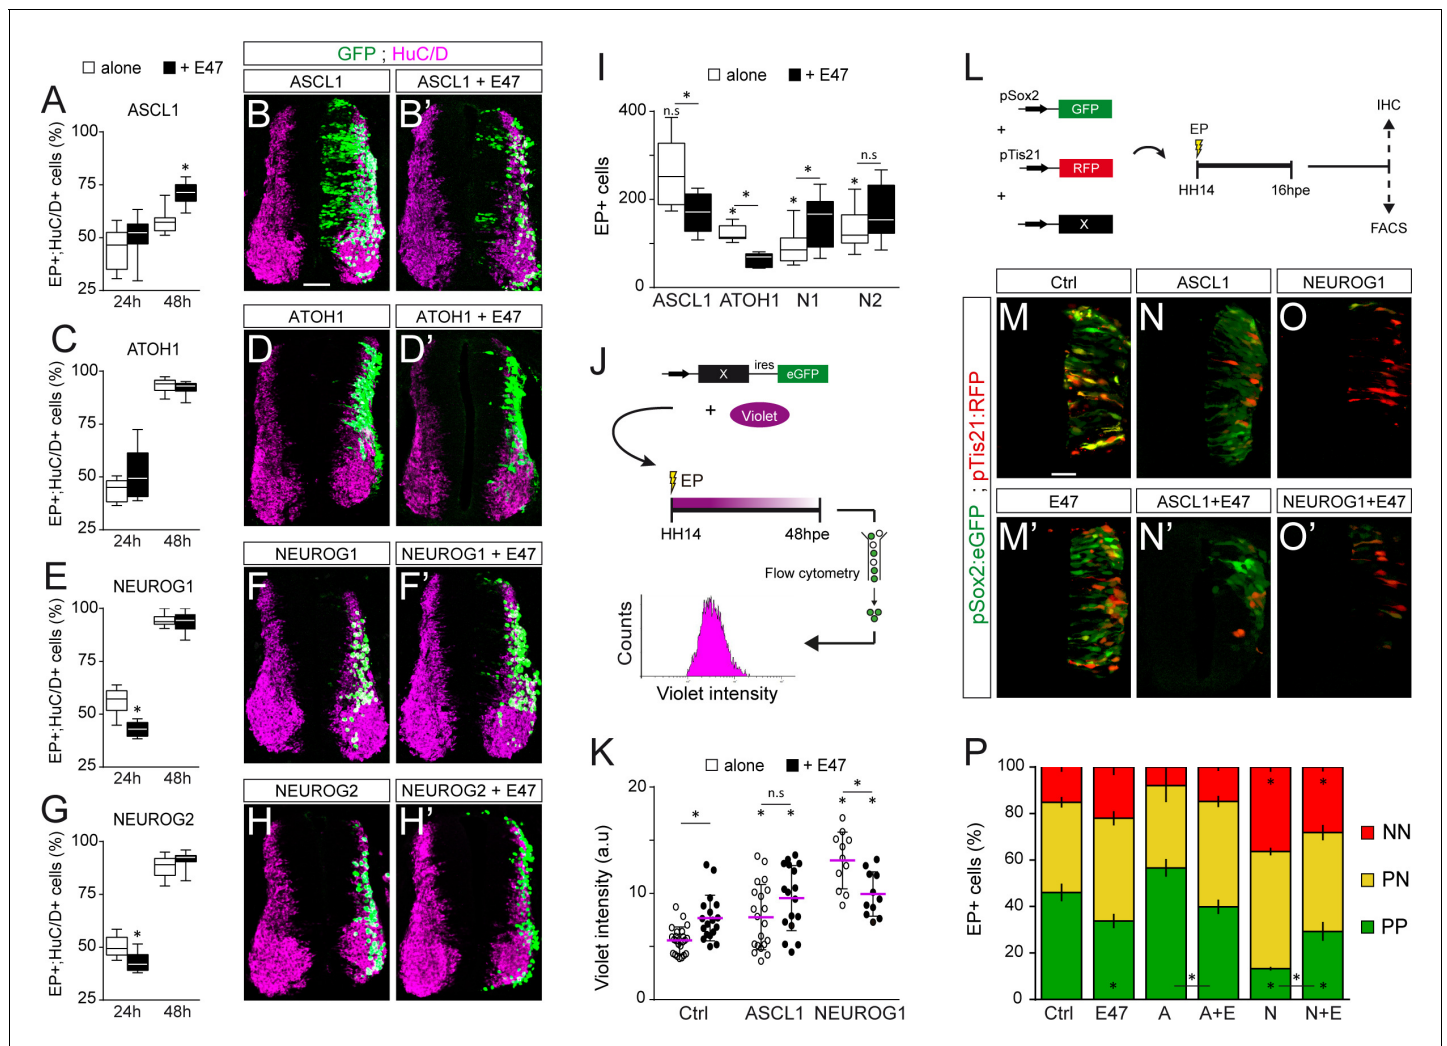 alone
+ E47
A
ASCL1
EP+;HuC/D+ cells (%)
100
75
50
25
24h
48h
*
GFP ; HuC/D
ASCL1
ASCL1 + E47
B
B’
C
ATOH1
EP+;HuC/D+ cells (%)
100
75
50
25
24h
48h
ATOH1
ATOH1 + E47
D
D’
E
NEUROG1
EP+;HuC/D+ cells (%)
100
75
50
25
*
24h
48h
NEUROG1
NEUROG1 + E47
F
F’
G
NEUROG2
EP+;HuC/D+ cells (%)
100
75
50
25
*
24h
48h
NEUROG2
NEUROG2 + E47
H
H’
I
alone
+ E47
EP+ cells
400
200
0
n.s
*
*
*
*
*
*
n.s
ASCL1
ATOH1
N1
N2
J
X
ires
eGFP
+
Violet
EP
HH14
48hpe
Flow cytometry
Counts
Violet intensity
K
alone
+ E47
Violet intensity (a.u)
20
10
0
*
n.s
*
*
*
*
*
Ctrl
ASCL1
NEUROG1
L
pSox2
GFP
+
pTis21
RFP
+
X
EP
HH14
16hpe
IHC
FACS
pSox2:eGFP ; pTis21:RFP
Ctrl
ASCL1
NEUROG1
M
N
O
E47
ASCL1+E47
NEUROG1+E47
M’
N’
O’
P
EP+ cells (%)
100
80
60
40
20
0
*
*
*
*
*
*
*
Ctrl
E47
A
A+E
N
N+E
NN
PN
PP